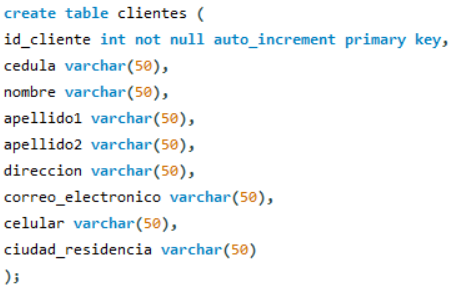 create table clientes (
id_cliente int not null auto_increment primary key,
cedula varchar(50),
nombre varchar(50),
apellido1 varchar(50),
apellido2 varchar(50),
direccion varchar(50),
correo_electronico varchar(50),
celular varchar(50),
ciudad_residencia varchar(50)
);